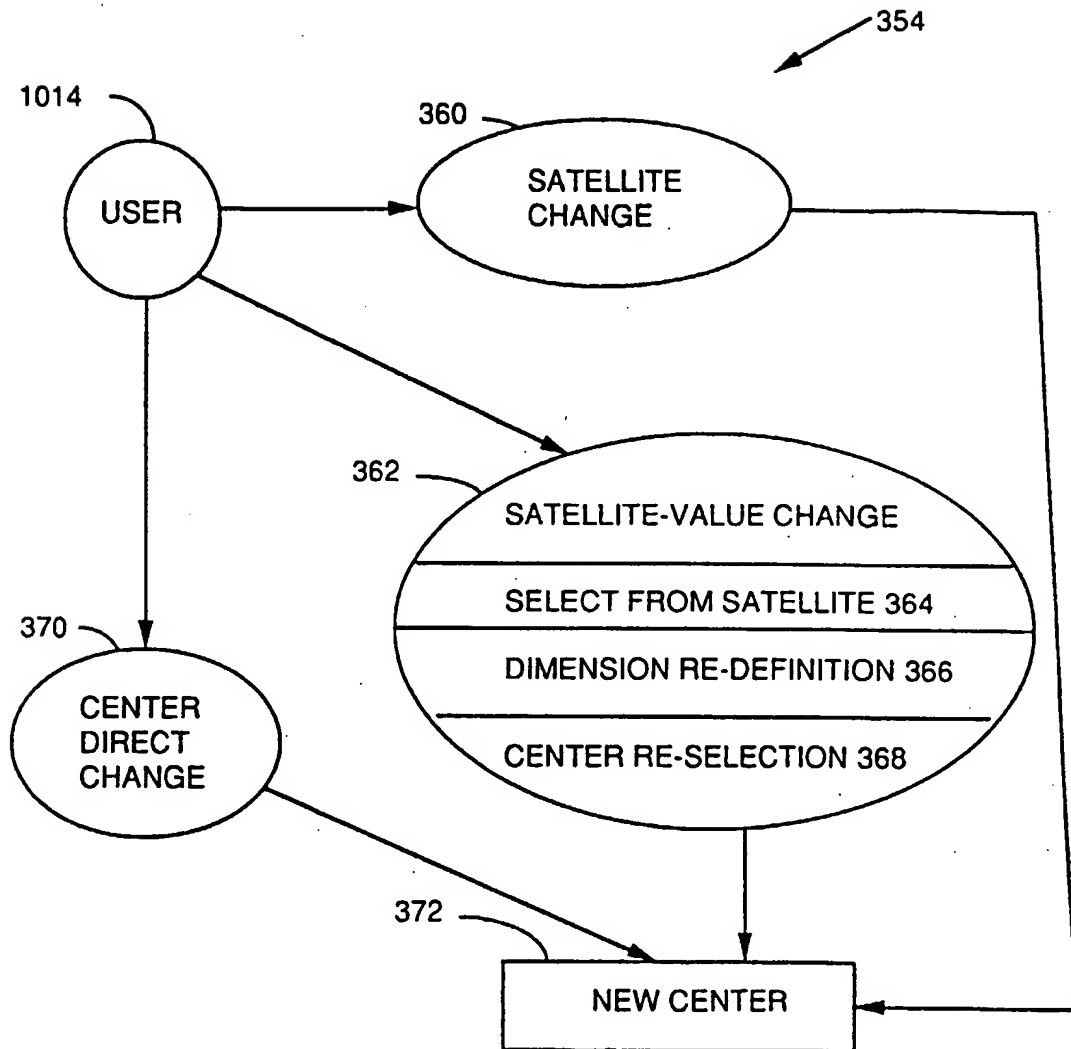 354
1014
360
USER
SATELLITE
CHANGE
362
SATELLITE-VALUE CHANGE
SELECT FROM SATELLITE 364
DIMENSION RE-DEFINITION 366
CENTER RE-SELECTION 368
370
CENTER
DIRECT
CHANGE
372
NEW CENTER